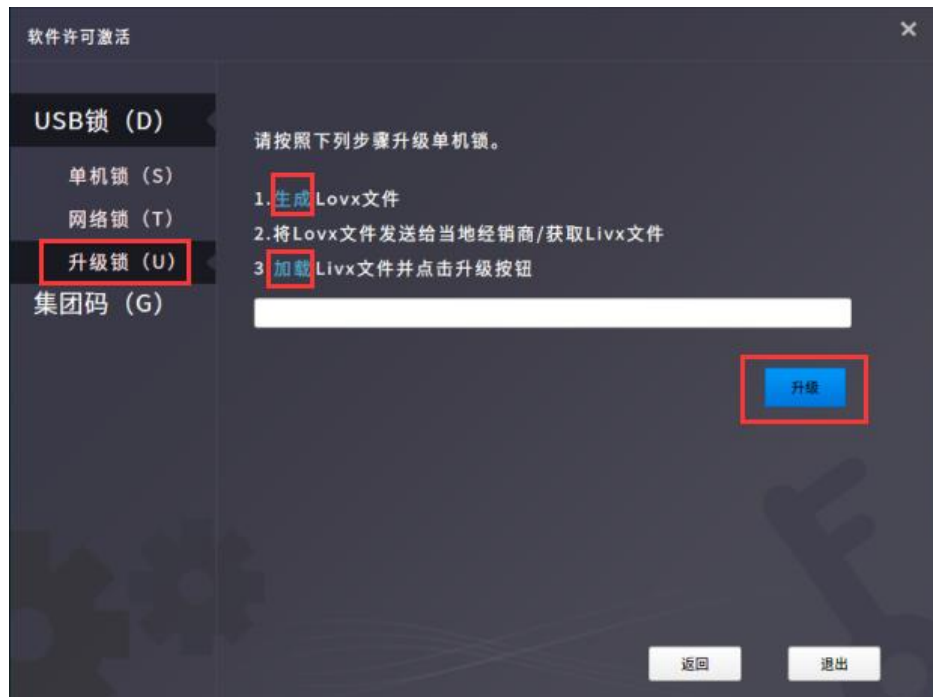 软件许可激活
USB锁（D）
单机锁（S）
网络锁（T）
升级锁（U）
集团码（G）
请按照下列步骤升级单机锁。
1.生成Lovx文件
2.将Lovx文件发送给当地经销商/获取Livx文件
3 加载Livx文件并点击升级按钮
升级
返回
退出